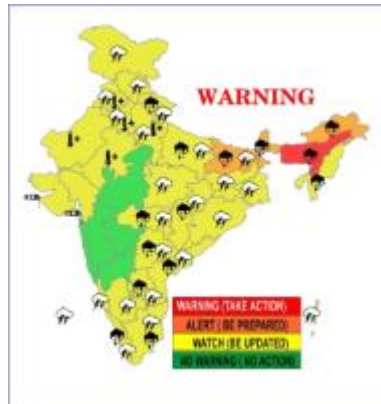 WARNING
WARNING (TAKE ACTION)
ALERT ( BE PREPARED)
WATCH (BE UPDATED)
NO WARNING ( NO ACTION)